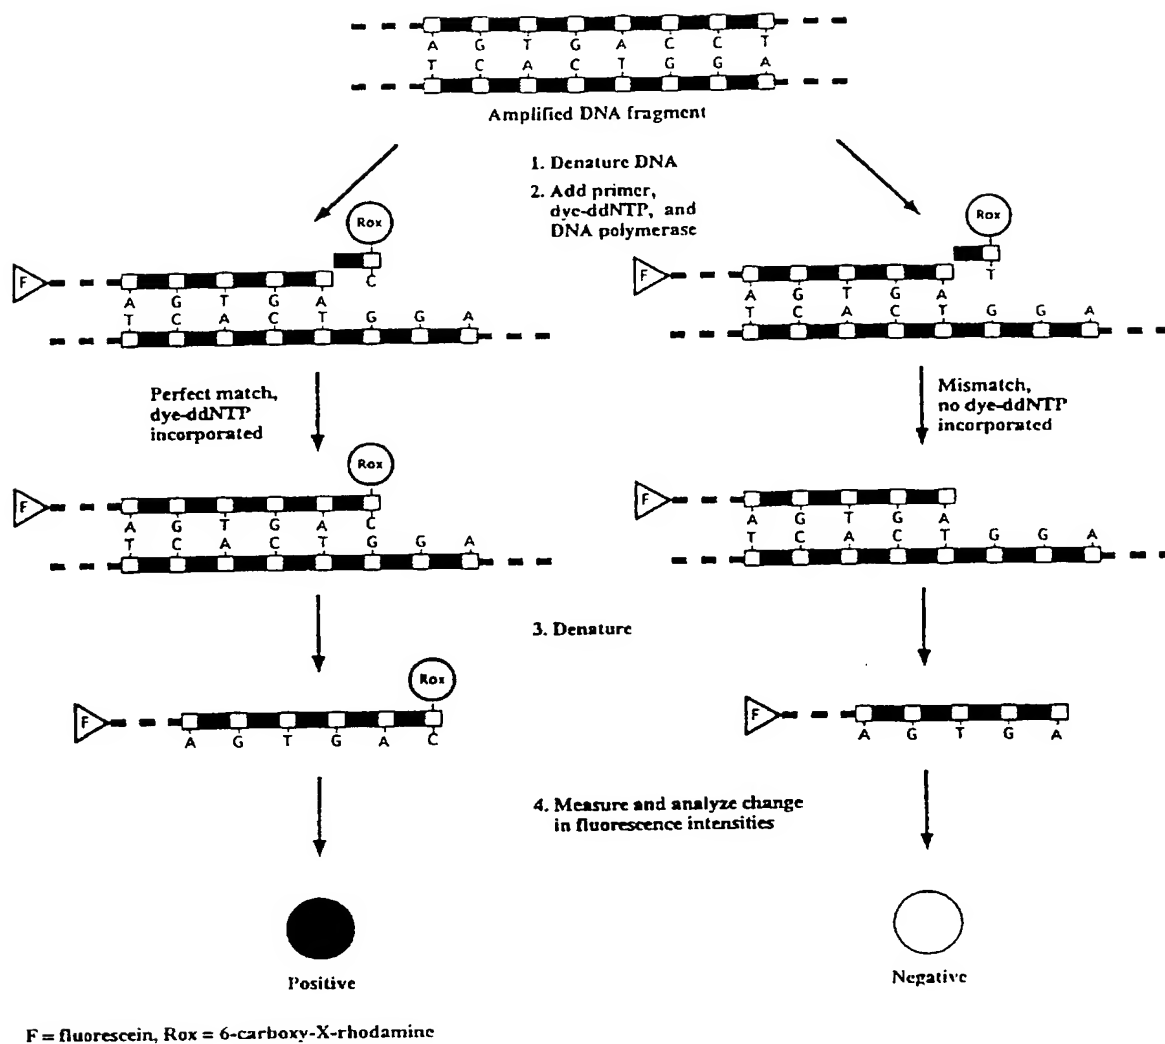 A G T G A C C T
T C A C T G G A
Amplified DNA fragment
1. Denature DNA
2. Add primer,
dye-ddNTP, and
DNA polymerase
Rox
Rox
F
C
A G T G A
T C A C T G G A
F
T
A G T G A
T C A C T G G A
Perfect match,
dye-ddNTP
incorporated
Mismatch,
no dye-ddNTP
incorporated
Rox
F
A G T G A C
T C A C T G G A
F
A G T G A
T C A C T G G A
3. Denature
Rox
F
A G T G A C
F
A G T G A
4. Measure and analyze change
in fluorescence intensities
Positive
Negative
F = fluorescein, Rox = 6-carboxy-X-rhodamine